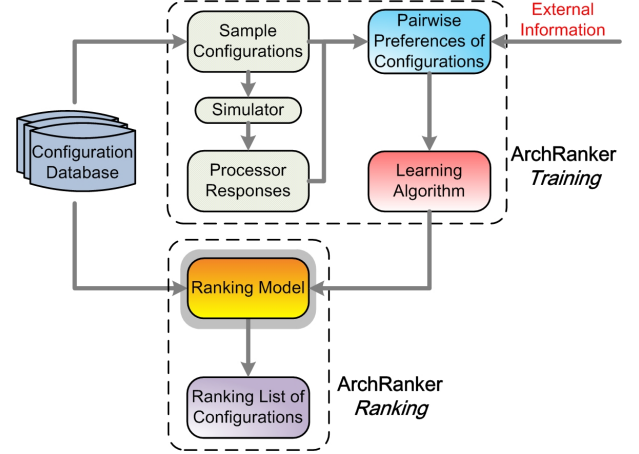 External
Information
Sample
Configurations
Pairwise
Preferences of
Configurations
Simulator
Configuration
Database
Processor
Responses
Learning
Algorithm
ArchRanker
Training
Ranking Model
Ranking List of
Configurations
ArchRanker
Ranking